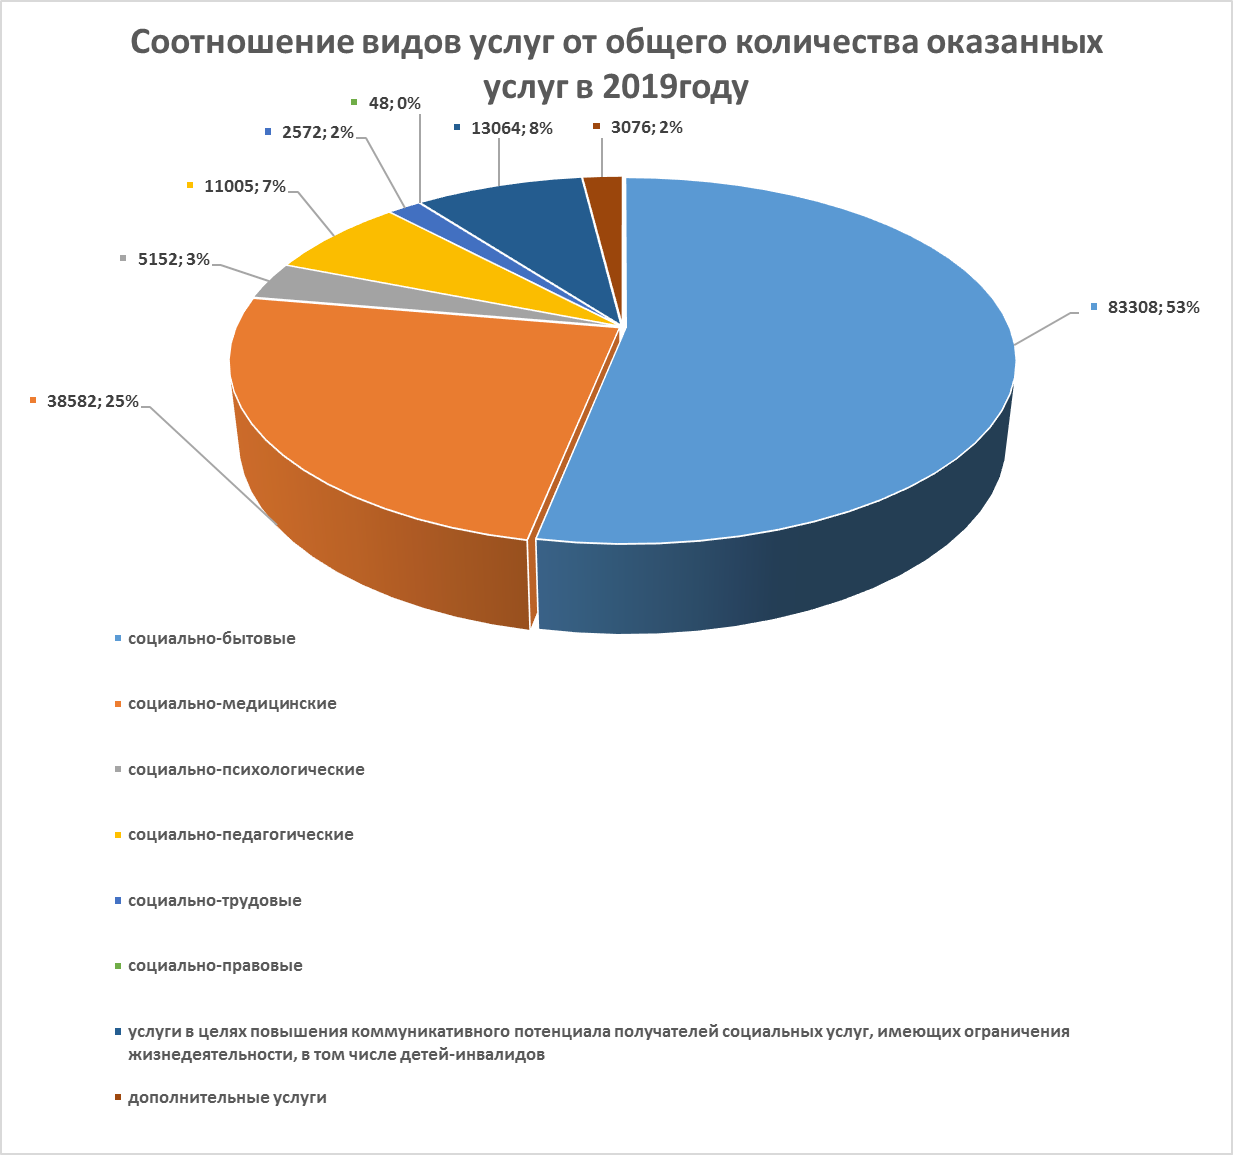 Соотношение видов услуг от общего количества оказанных
услуг в 2019году
48; 0%
2572; 2%
13064; 8%
3076; 2%
11005; 7%
5152; 3%
83308; 53%
38582; 25%
социально-бытовые
социально-медицинские
социально-психологические
социально-педагогические
социально-трудовые
социально-правовые
услуги в целях повышения коммуникативного потенциала получателей социальных услуг, имеющих ограничения
жизнедеятельности, в том числе детей-инвалидов
дополнительные услуги